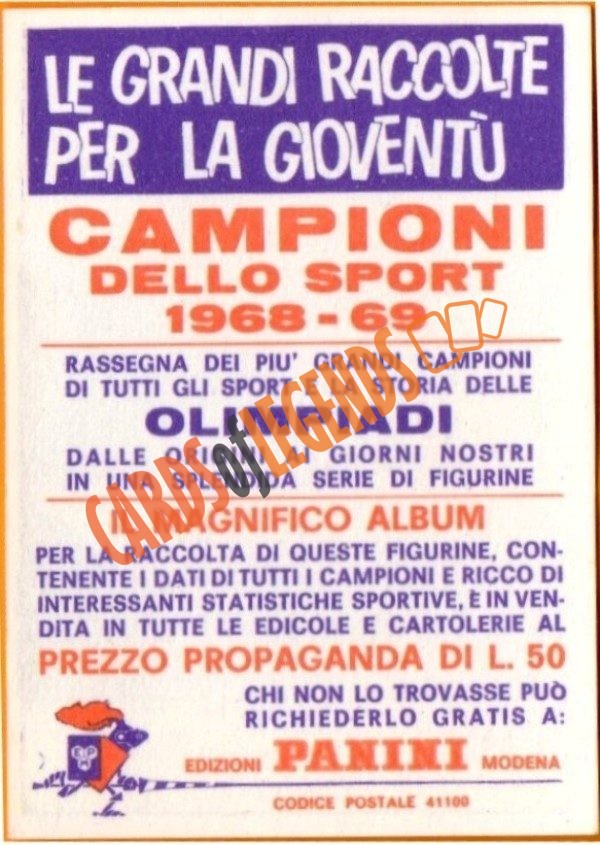 LE GRANDI RACCOLTE
PER LA GIOVENTÙ
CAMPIONI
DELLO SPORT
1968 - 69
RASSEGNA DEI PIU' GRANDI CAMPIONI
DI TUTTI GLI SPORT E LA STORIA DELLE
OLIMPIADI
DALLE ORIGINI AI GIORNI NOSTRI
IN UNA SPLENDIDA SERIE DI FIGURINE
IL MAGNIFICO ALBUM
PER LA RACCOLTA DI QUESTE FIGURINE, CON-
TENENTE I DATI DI TUTTI I CAMPIONI E RICCO DI
INTERESSANTI STATISTICHE SPORTIVE, È IN VEN-
DITA IN TUTTE LE EDICOLE E CARTOLERIE AL
PREZZO PROPAGANDA DI L. 50
CHI NON LO TROVASSE PUÒ
RICHIEDERLO GRATIS A:
EDIZIONI PANINI MODENA
CODICE POSTALE 41100
CARDS of LEGENDS